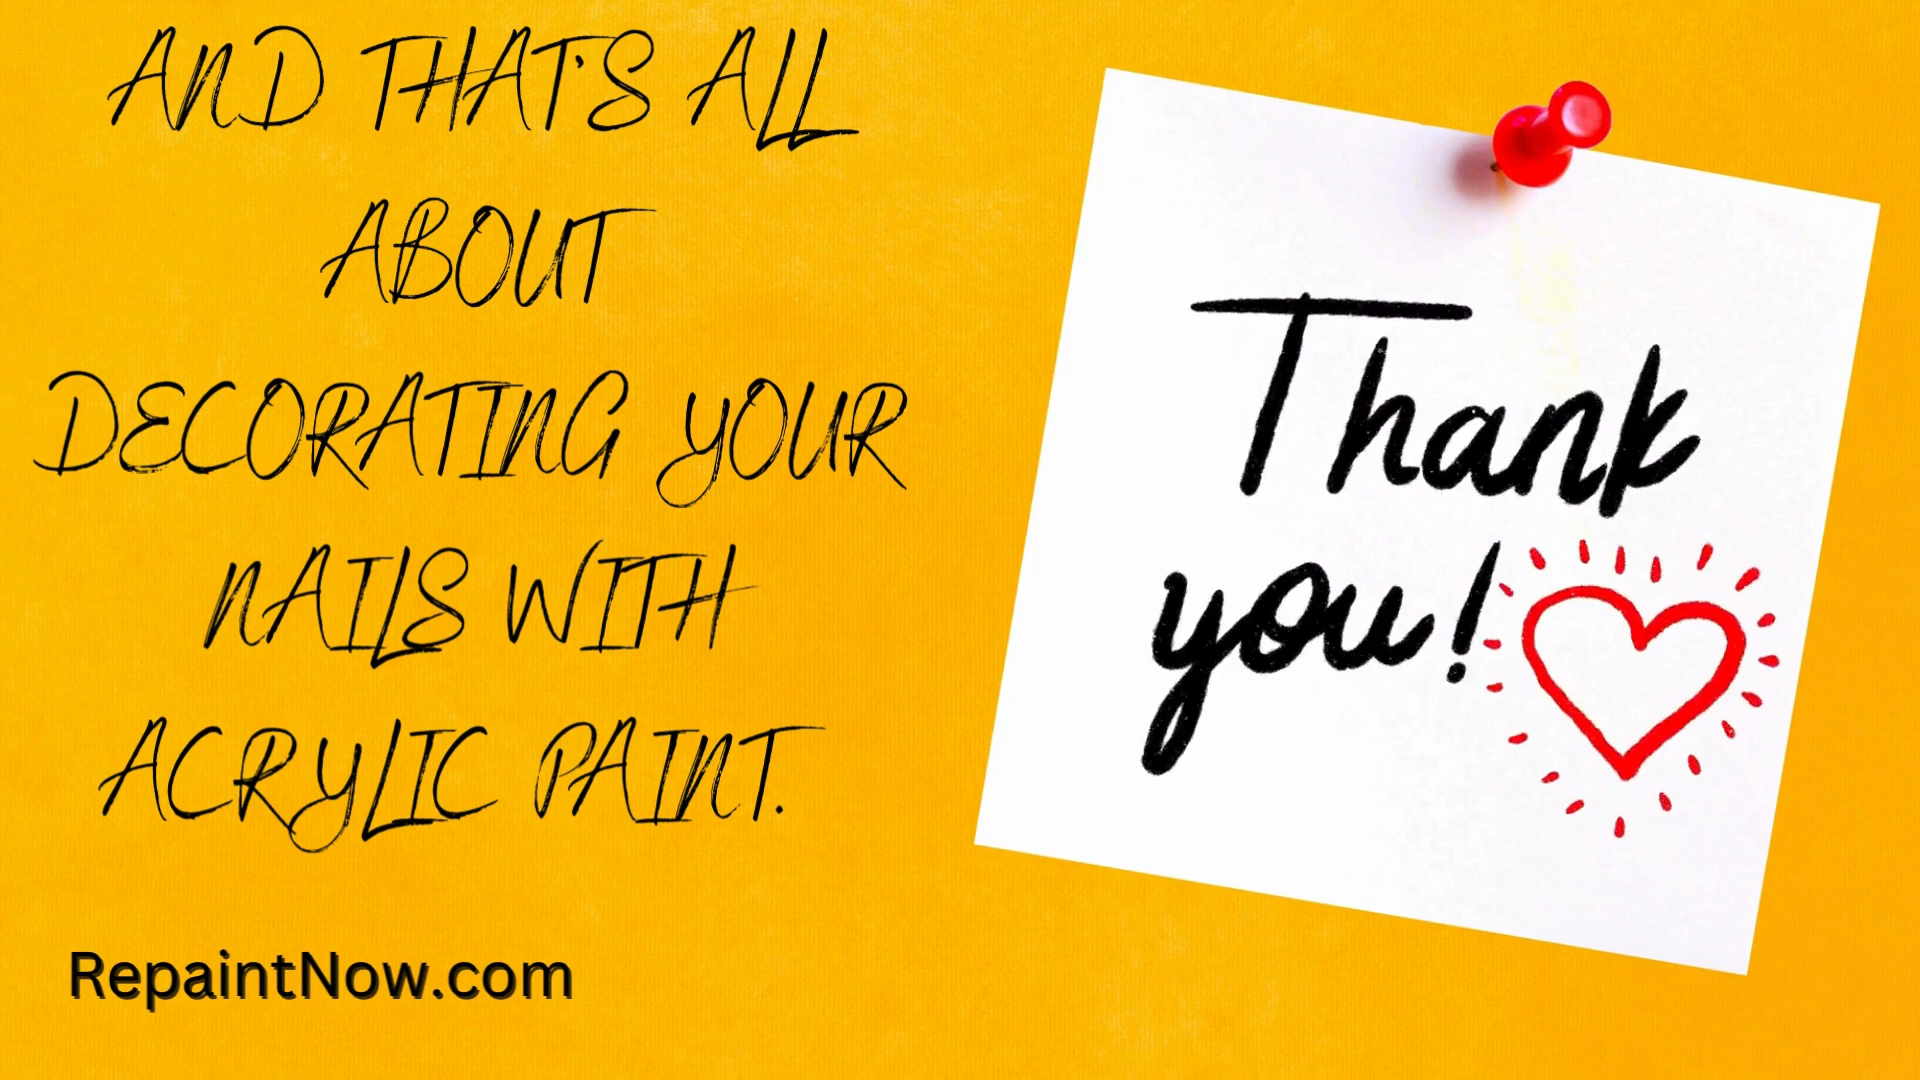 AND THAT'S ALL
ABOUT
DECORATING YOUR
NAILS WITH
ACRYLIC PAINT.
RepaintNow.com
Thank
you!